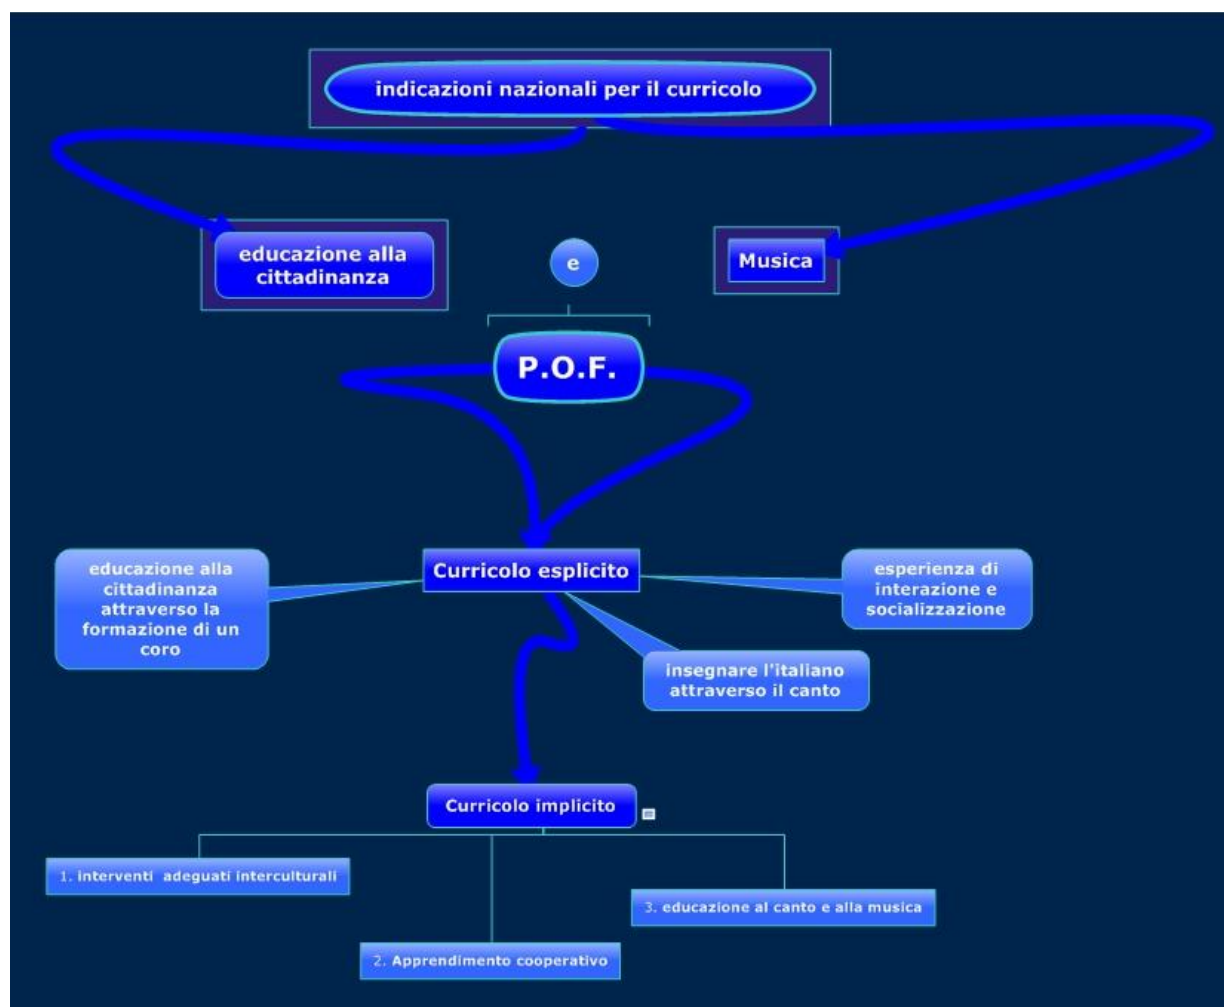 indicazioni nazionali per il curricolo
educazione alla
cittadinanza
e
Musica
P.O.F.
Curricolo esplicito
educazione alla
cittadinanza
attraverso la
formazione di un
coro
esperienza di
interazione e
socializzazione
insegnare l'italiano
attraverso il canto
Curricolo implicito
1. interventi adeguati interculturali
3. educazione al canto e alla musica
2. Apprendimento cooperativo